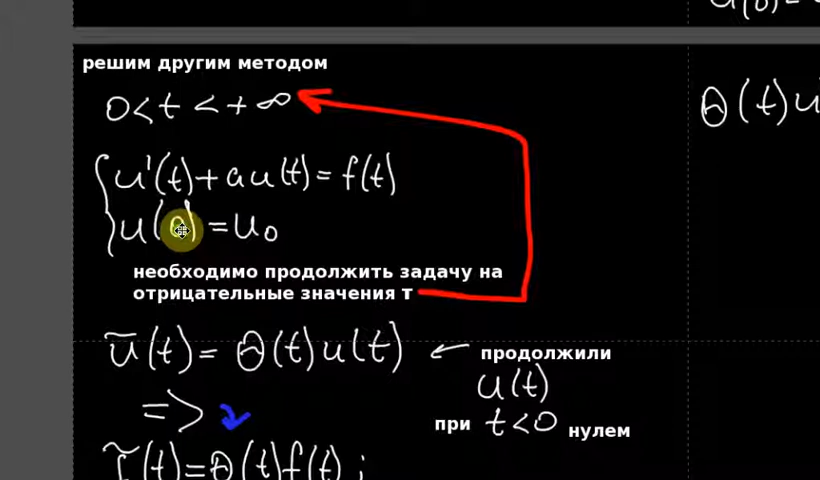 решим другим методом
0<t<+∞
u'(t)+au(t)=f(t)
u(0)=u₀
необходимо продолжить задачу на
отрицательные значения т
ũ(t)=θ(t)u(t) ← продолжили
u(t)
=>
при t<0 нулем
f̃(t)=θ(t)f(t);
θ(t)u